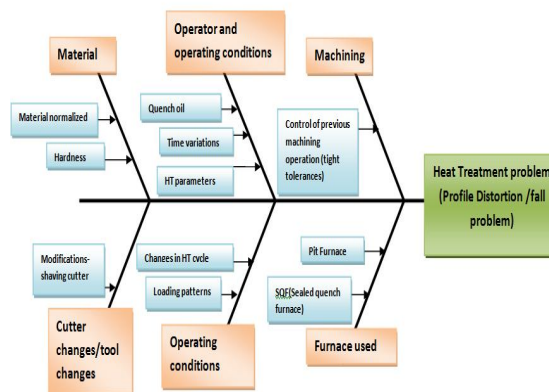 Material
Operator and
operating conditions
Machining
Material normalized
Hardness
Quench oil
Time variations
HT parameters
Control of previous
machining
operation (tight
tolerances)
Heat Treatment problem
(Profile Distortion /fall
problem)
Modifications-
shaving cutter
Changes in HT cycle
Loading patterns
Pit Furnace
SQF(Sealed quench
furnace)
Cutter
changes/tool
changes
Operating
conditions
Furnace used